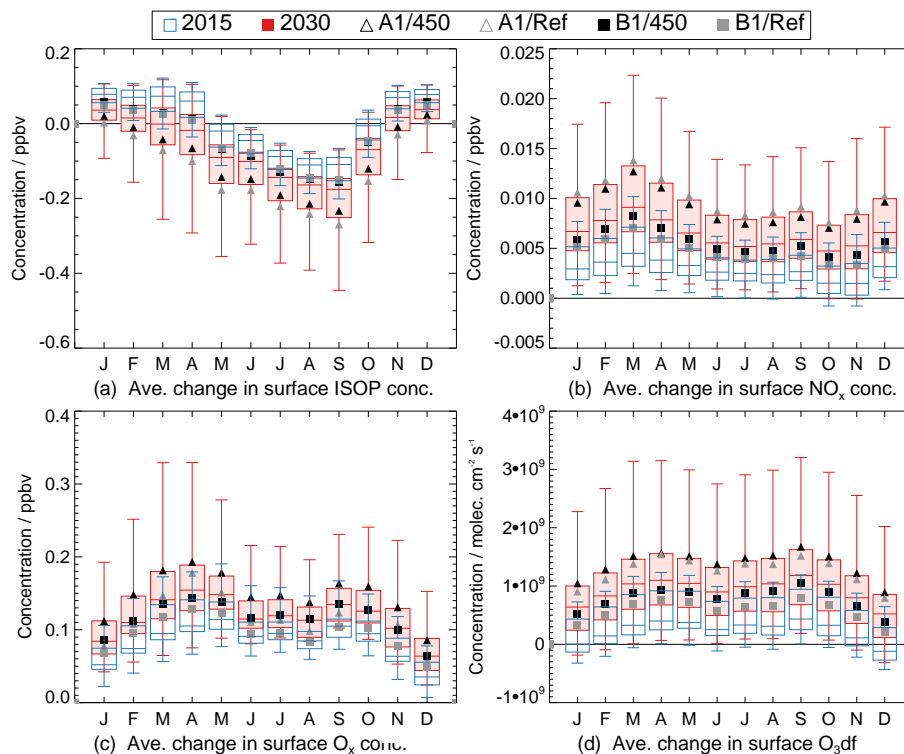 2015 2030 A1/450 A1/Ref B1/450 B1/Ref
Concentration / ppbv
0.2
0.0
-0.2
-0.4
-0.6
J F M A M J J A S O N D
(a) Ave. change in surface ISOP conc.
Concentration / ppbv
0.025
0.020
0.015
0.010
0.005
0.000
-0.005
J F M A M J J A S O N D
(b) Ave. change in surface NOx conc.
Concentration / ppbv
0.4
0.3
0.2
0.1
0.0
J F M A M J J A S O N D
(c) Ave. change in surface Ox conc.
Concentration / molec. cm⁻² s⁻¹
4•10⁹
3•10⁹
2•10⁹
1•10⁹
0
-1•10⁹
J F M A M J J A S O N D
(d) Ave. change in surface O₃df